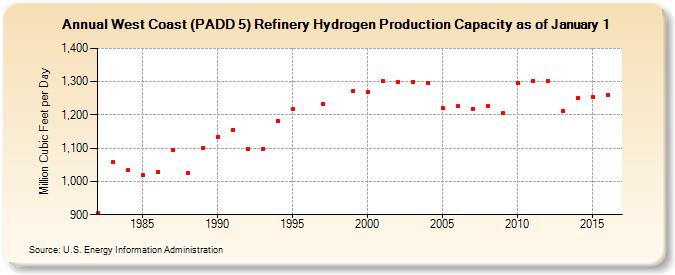 Annual West Coast (PADD 5) Refinery Hydrogen Production Capacity as of January 1
Million Cubic Feet per Day
1,400
1,300
1,200
1,100
1,000
900
1985 1990 1995 2000 2005 2010 2015
Source: U.S. Energy Information Administration